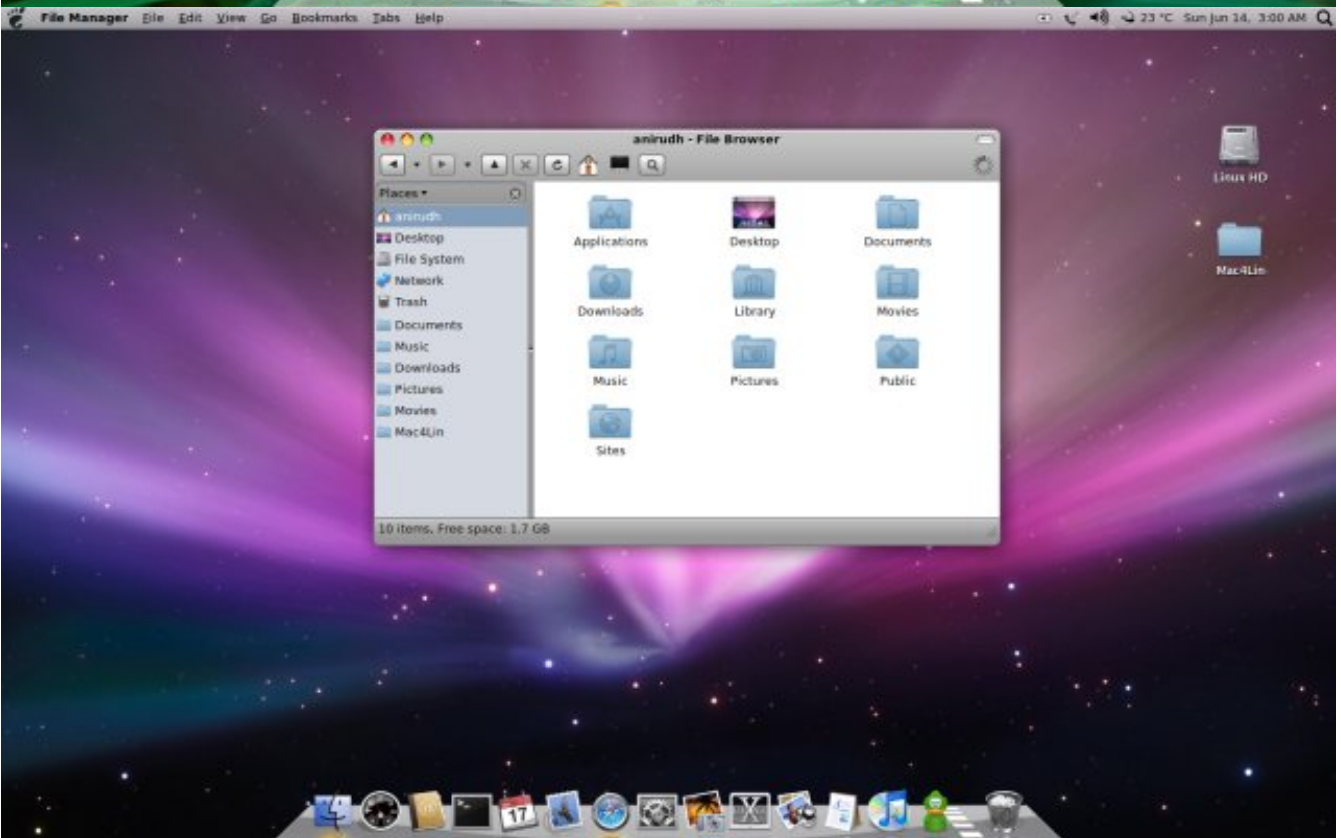 File Manager File Edit View Go Bookmarks Tabs Help 23 °C Sun Jun 14, 3:00 AM
anirudh - File Browser
Places
anirudh
Desktop
File System
Network
Trash
Documents
Music
Downloads
Pictures
Movies
Mac4Lin
Applications Desktop Documents
Downloads Library Movies
Music Pictures Public
Sites
10 items, Free space: 1.7 GB
Linux HD
Mac4Lin
17